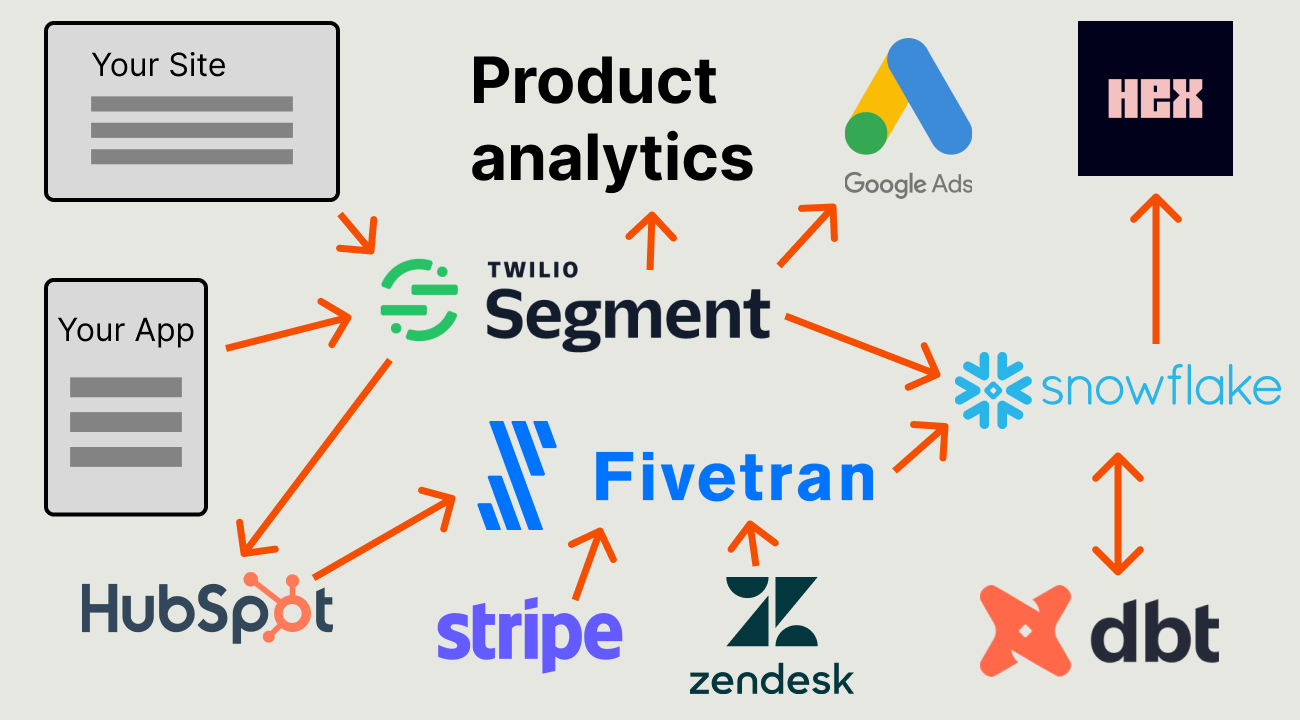 Your Site
Product
analytics
Google Ads
HEX
TWILIO
Segment
Your App
snowflake
Fivetran
HubSpot
stripe
zendesk
dbt